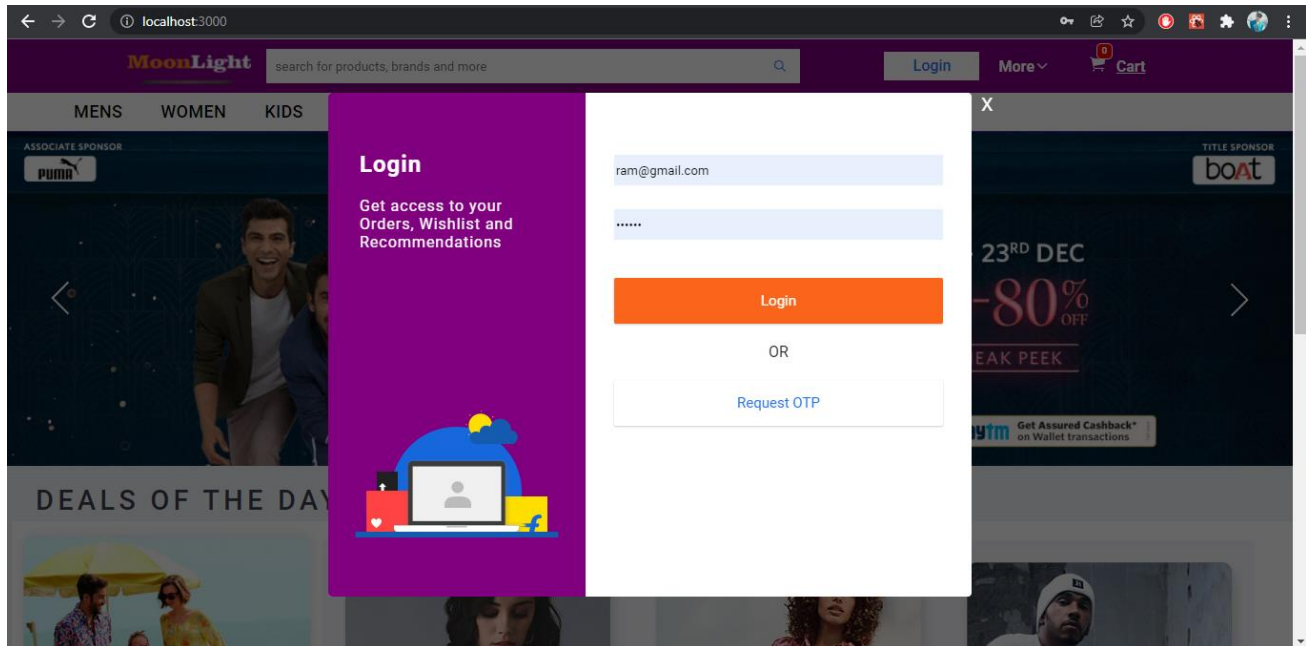 localhost:3000
MoonLight
search for products, brands and more
Login
More
0
Cart
MENS WOMEN KIDS
X
ASSOCIATE SPONSOR
PUMA
TITLE SPONSOR
boAt
Login
Get access to your
Orders, Wishlist and
Recommendations
ram@gmail.com
••••••
Login
OR
Request OTP
23RD DEC
-80%
OFF
EAK PEEK
ytm
Get Assured Cashback*
on Wallet transactions
DEALS OF THE DAY
f